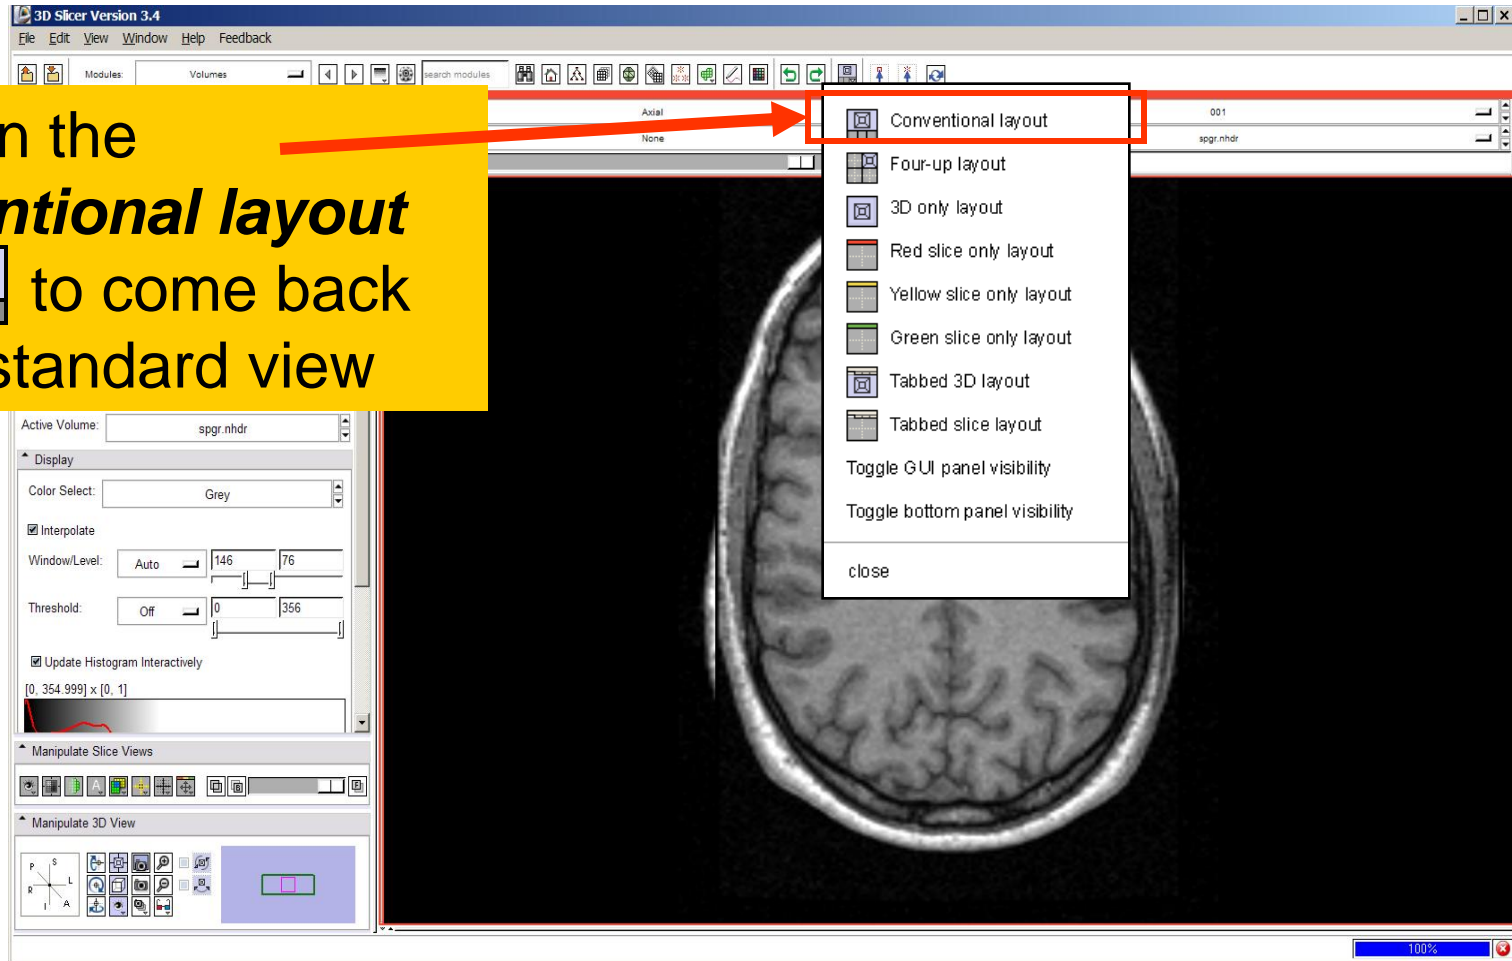 3D Slicer Version 3.4
File Edit View Window Help Feedback
Modules: Volumes search modules
Axial 001
None spgr.nhdr
n the
ntional layout
to come back
standard view
Conventional layout
Four-up layout
3D only layout
Red slice only layout
Yellow slice only layout
Green slice only layout
Tabbed 3D layout
Tabbed slice layout
Toggle GUI panel visibility
Toggle bottom panel visibility
close
Active Volume: spgr.nhdr
Display
Color Select: Grey
Interpolate
Window/Level: Auto 146 76
Threshold: Off 0 356
Update Histogram Interactively
[0, 354.999] x [0, 1]
Manipulate Slice Views
Manipulate 3D View
P S
R L
I A
100%